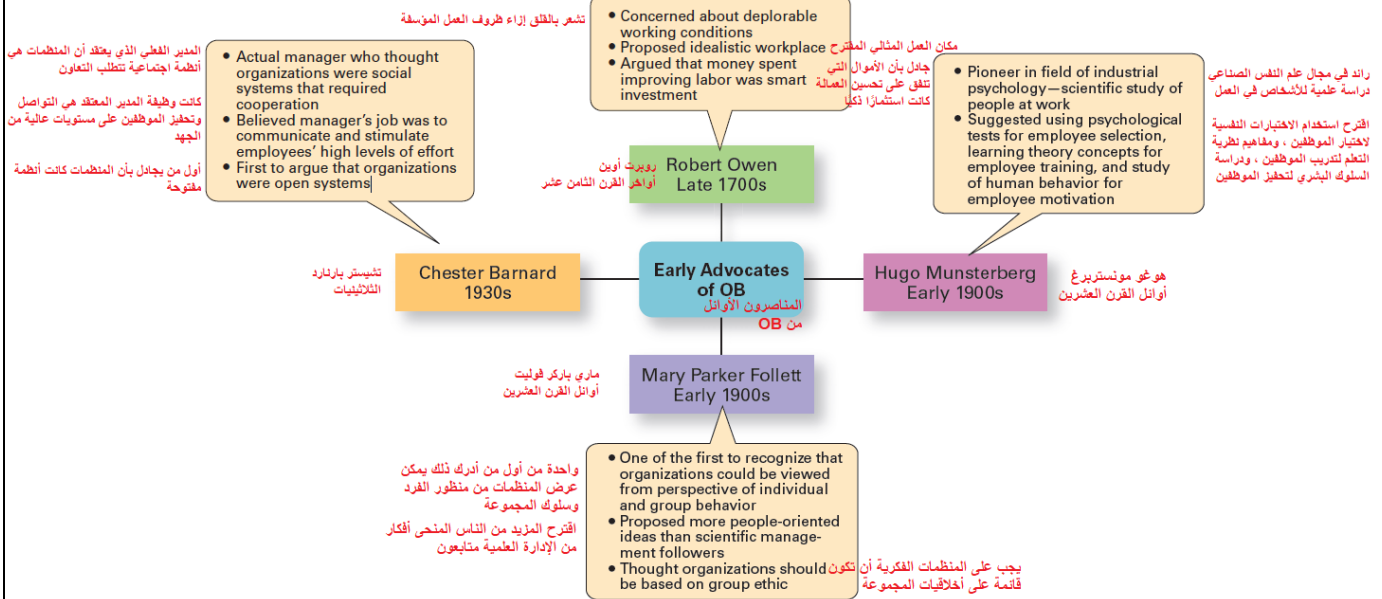 تشعر بالقلق إزاء ظروف العمل المؤسفة
• Concerned about deplorable
working conditions
• Proposed idealistic workplace
• Argued that money spent
improving labor was smart
investment
مكان العمل المثالي المقترح
جادل بأن الأموال التي
تنفق على تحسين العمالة
كانت استثمارًا ذكيًا
المدير الفعلي الذي يعتقد أن المنظمات هي
أنظمة اجتماعية تتطلب التعاون
كانت وظيفة المدير المعتقد هي التواصل
وتحفيز الموظفين على مستويات عالية من
الجهد
أول من يجادل بأن المنظمات كانت أنظمة
مفتوحة
• Actual manager who thought
organizations were social
systems that required
cooperation
• Believed manager's job was to
communicate and stimulate
employees' high levels of effort
• First to argue that organizations
were open systems
• Pioneer in field of industrial
psychology—scientific study of
people at work
• Suggested using psychological
tests for employee selection,
learning theory concepts for
employee training, and study
of human behavior for
employee motivation
رائد في مجال علم النفس الصناعي
دراسة علمية للأشخاص في العمل
اقترح استخدام الاختبارات النفسية
لاختيار الموظفين ، ومفاهيم نظرية
التعلم لتدريب الموظفين ، ودراسة
السلوك البشري لتحفيز الموظفين
روبرت أوين
أواخر القرن الثامن عشر
Robert Owen
Late 1700s
تشيستر بارنارد
الثلاثينيات
Chester Barnard
1930s
Early Advocates
of OB
المناصرون الأوائل
من OB
Hugo Munsterberg
Early 1900s
هوغو مونستربرغ
أوائل القرن العشرين
ماري باركر فوليت
أوائل القرن العشرين
Mary Parker Follett
Early 1900s
واحدة من أول من أدرك ذلك يمكن
عرض المنظمات من منظور الفرد
وسلوك المجموعة
اقترح المزيد من الناس المنحى أفكار
من الإدارة العلمية متابعون
• One of the first to recognize that
organizations could be viewed
from perspective of individual
and group behavior
• Proposed more people-oriented
ideas than scientific manage-
ment followers
• Thought organizations should
be based on group ethic
يجب على المنظمات الفكرية أن تكون
قائمة على أخلاقيات المجموعة